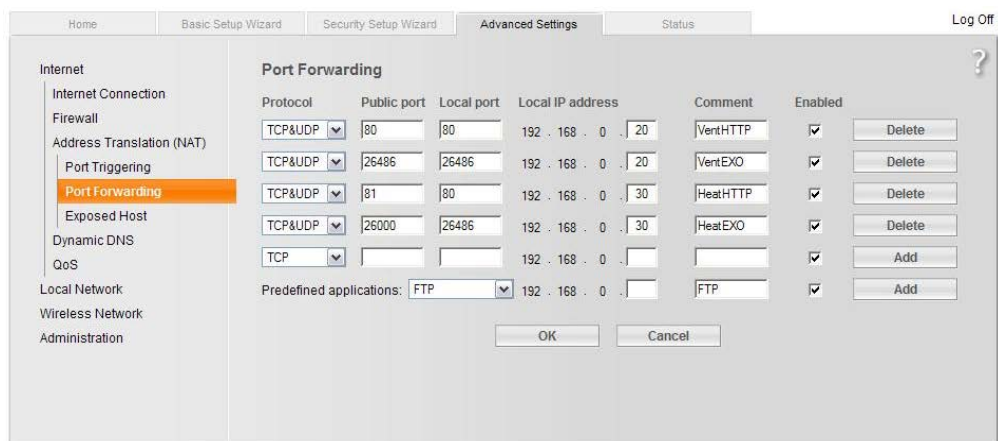 Home Basic Setup Wizard Security Setup Wizard Advanced Settings Status Log Off
?
Internet
Internet Connection
Firewall
Address Translation (NAT)
Port Triggering
Port Forwarding
Exposed Host
Dynamic DNS
QoS
Local Network
Wireless Network
Administration
Port Forwarding
Protocol Public port Local port Local IP address Comment Enabled
TCP&UDP 80 80 192 . 168 . 0 . 20 VentHTTP Delete
TCP&UDP 26486 26486 192 . 168 . 0 . 20 VentEXO Delete
TCP&UDP 81 80 192 . 168 . 0 . 30 HeatHTTP Delete
TCP&UDP 26000 26486 192 . 168 . 0 . 30 HeatEXO Delete
TCP 192 . 168 . 0 . Add
Predefined applications: FTP 192 . 168 . 0 . FTP Add
OK Cancel